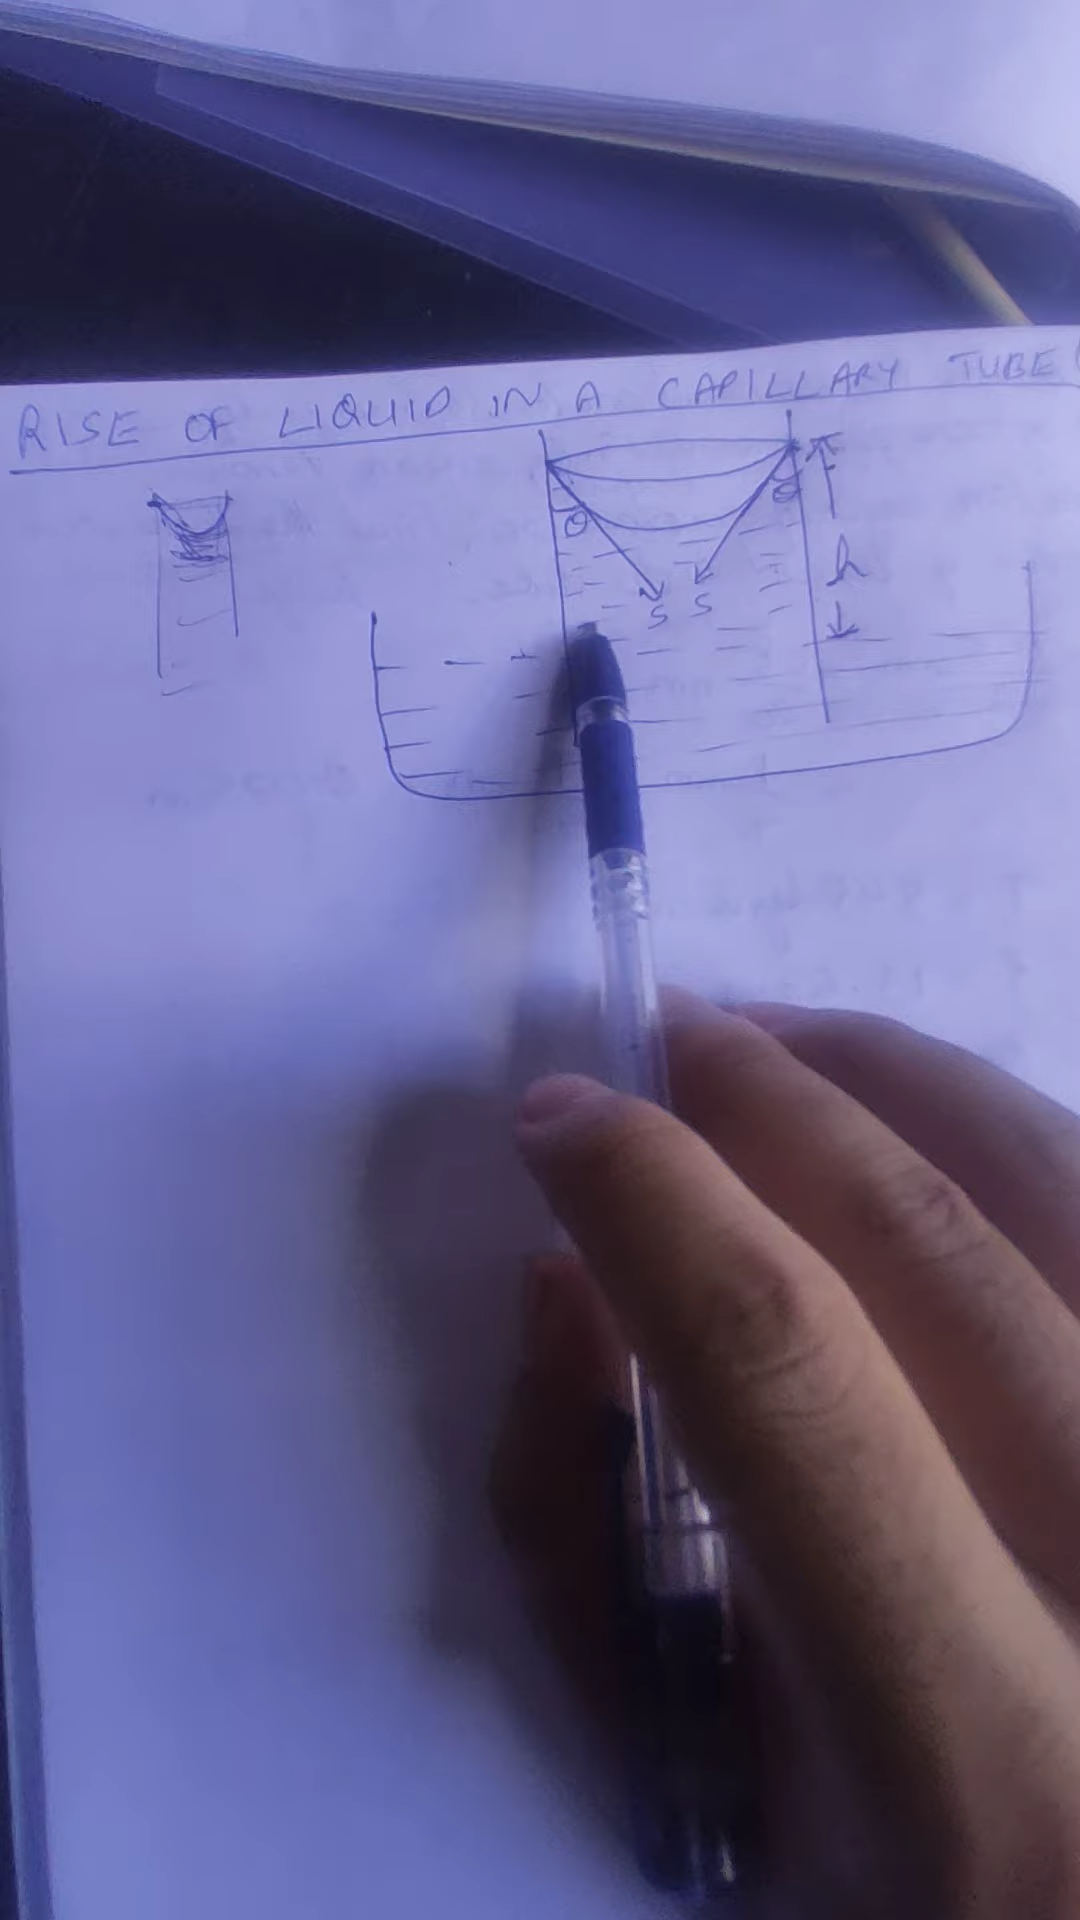 RISE OF LIQUID IN A CAPILLARY TUBE (
θ θ
h
S S